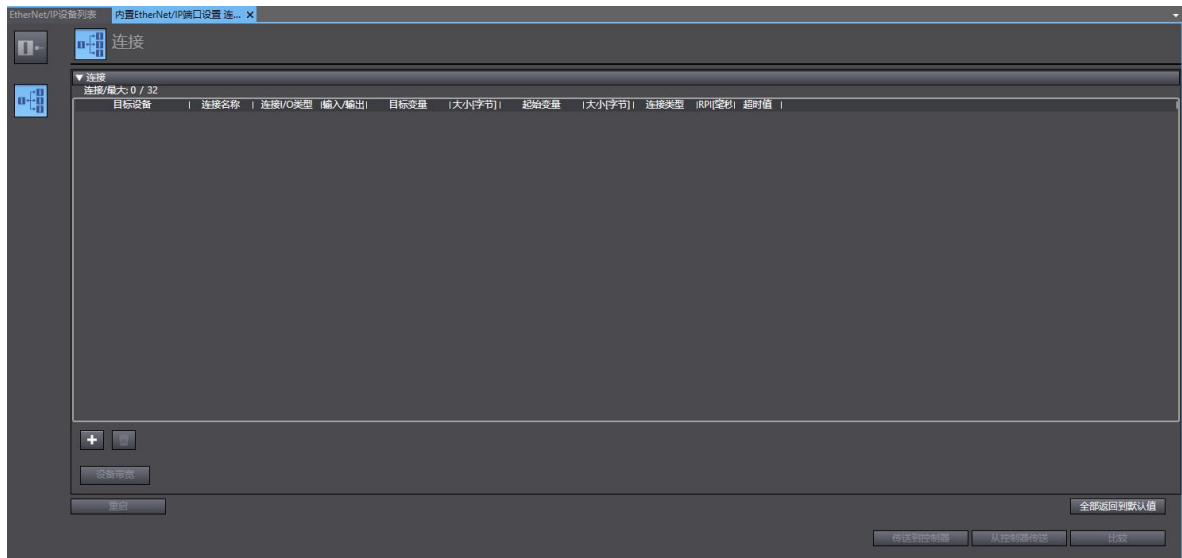 EtherNet/IP设备列表 内置EtherNet/IP端口设置 连... ×
连接
▼连接
连接/最大: 0 / 32
目标设备 | 连接名称 | 连接I/O类型 |输入/输出| 目标变量 |大小[字节]| 起始变量 |大小[字节]| 连接类型 |RPI[毫秒| 超时值 |
设备带宽
重启 全部返回到默认值
传送到控制器 从控制器传送 比较